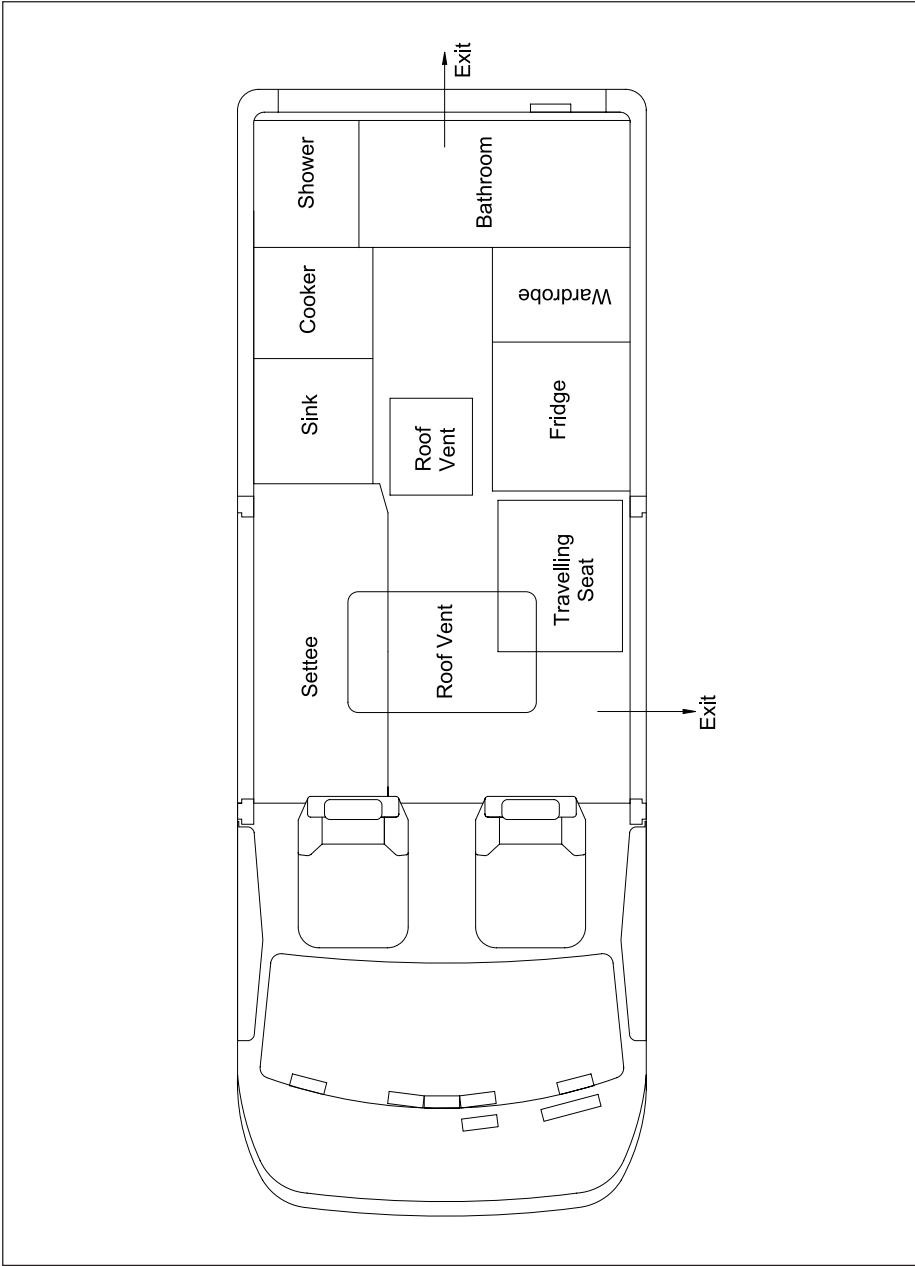 Exit
Shower
Bathroom
Cooker
Wardrobe
Sink
Roof
Vent
Fridge
Settee
Roof Vent
Travelling
Seat
Exit